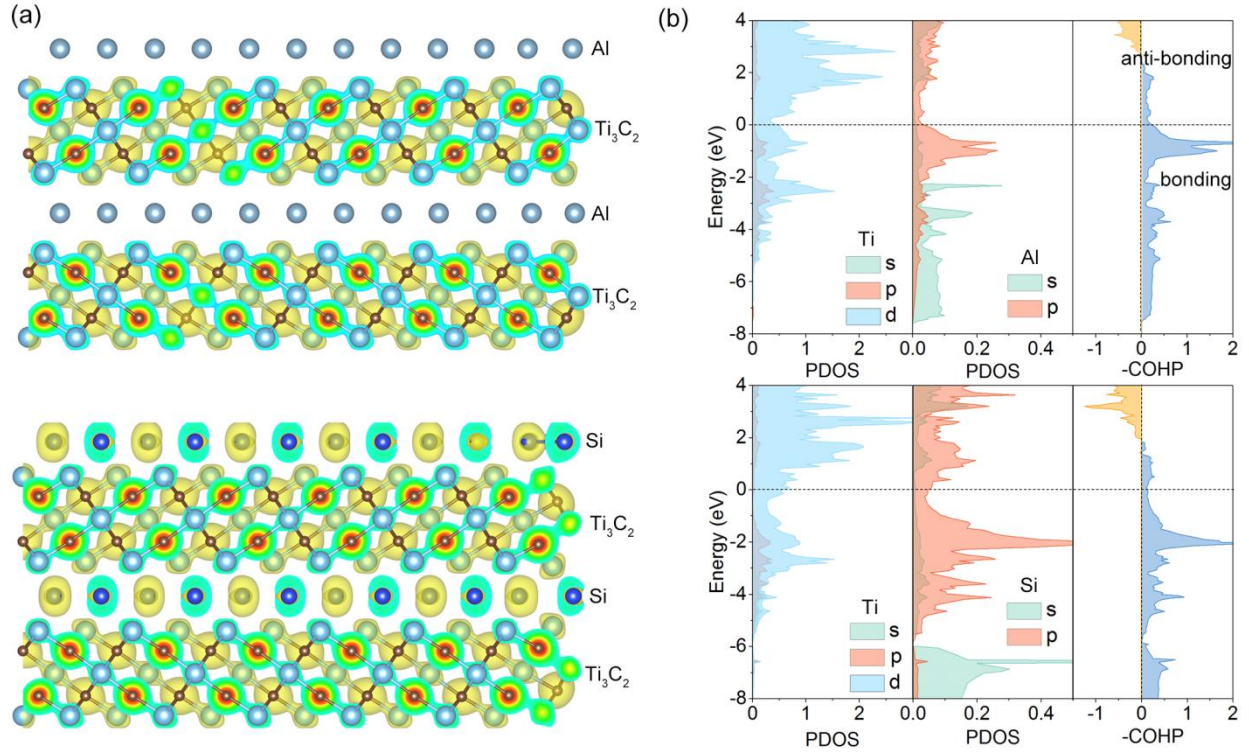 (a)
Al
Ti₃C₂
Al
Ti₃C₂
Si
Ti₃C₂
Si
Ti₃C₂
(b)
4
2
0
-2
-4
-6
-8
Energy (eV)
Ti
s
p
d
0 1 2
PDOS
Al
s
p
0.0 0.2 0.4
PDOS
anti-bonding
bonding
-1 0 1 2
-COHP
4
2
0
-2
-4
-6
-8
Energy (eV)
Ti
s
p
d
0 1 2
PDOS
Si
s
p
0.0 0.2 0.4
PDOS
-1 0 1 2
-COHP